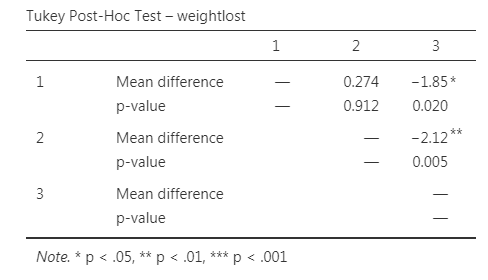 Tukey Post-Hoc Test – weightlost
1 2 3
1 Mean difference — 0.274 −1.85 *
p-value — 0.912 0.020
2 Mean difference — −2.12 **
p-value — 0.005
3 Mean difference —
p-value —
Note. * p < .05, ** p < .01, *** p < .001